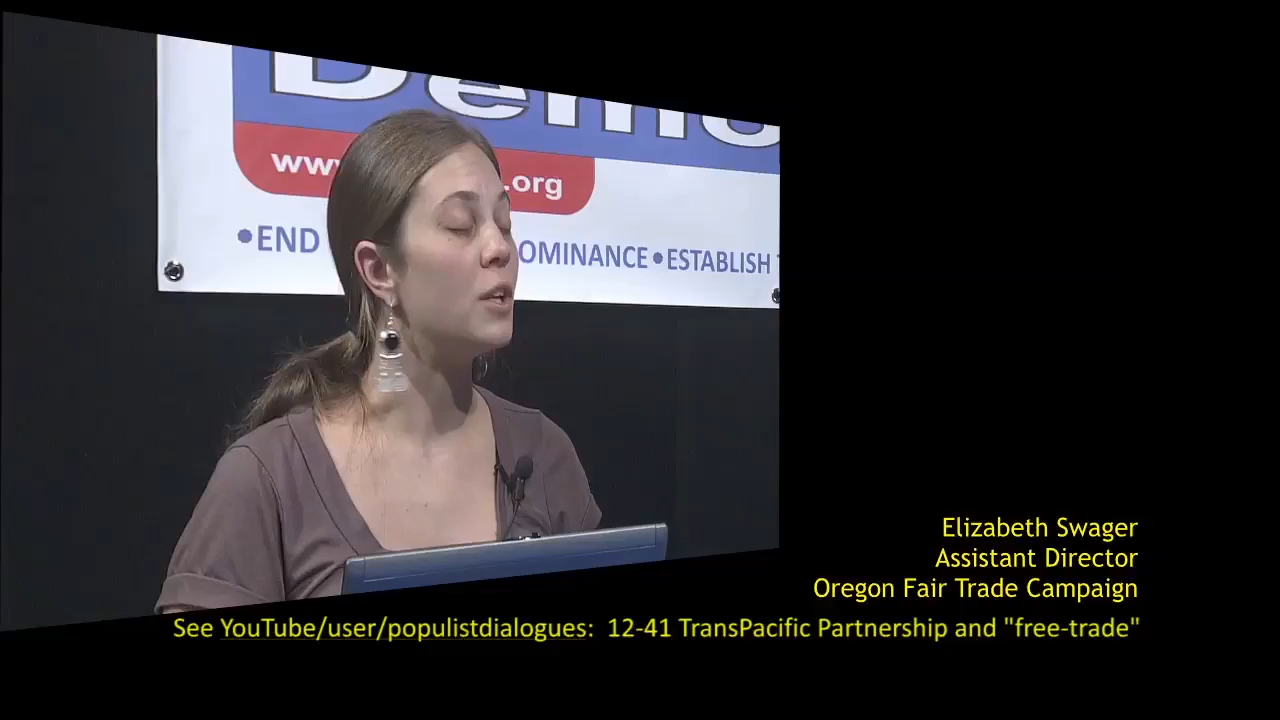 Demo
www .org
•END OMINANCE •ESTABLISH
Elizabeth Swager
Assistant Director
Oregon Fair Trade Campaign
See YouTube/user/populistdialogues: 12-41 TransPacific Partnership and "free-trade"